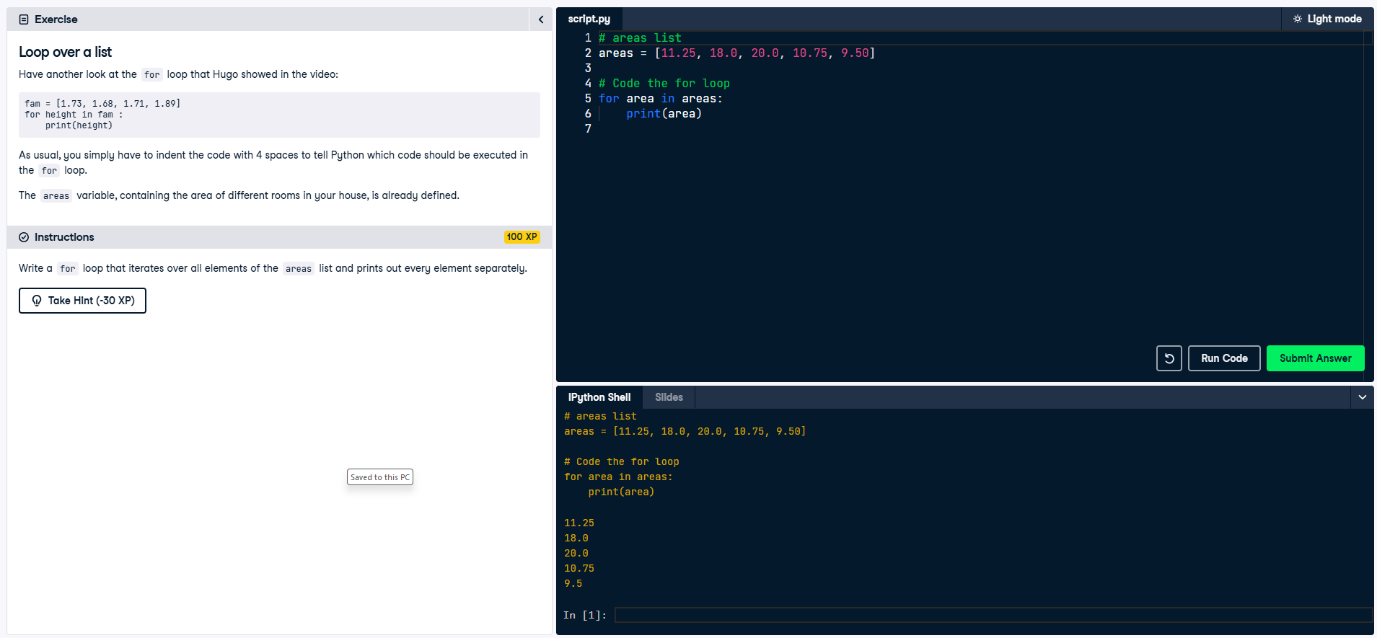 Exercise
Loop over a list
Have another look at the for loop that Hugo showed in the video:
fam = [1.73, 1.68, 1.71, 1.89]
for height in fam :
    print(height)
As usual, you simply have to indent the code with 4 spaces to tell Python which code should be executed in
the for loop.
The areas variable, containing the area of different rooms in your house, is already defined.
Instructions
100 XP
Write a for loop that iterates over all elements of the areas list and prints out every element separately.
Take Hint (-30 XP)
Saved to this PC
script.py
Light mode
1 # areas list
2 areas = [11.25, 18.0, 20.0, 10.75, 9.50]
3
4 # Code the for loop
5 for area in areas:
6     print(area)
7
Run Code
Submit Answer
IPython Shell
Slides
# areas list
areas = [11.25, 18.0, 20.0, 10.75, 9.50]
# Code the for loop
for area in areas:
    print(area)
11.25
18.0
20.0
10.75
9.5
In [1]: